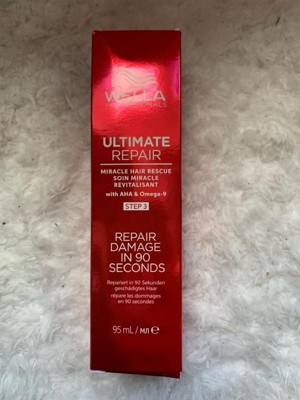 WELLA
PROFESSIONALS
ULTIMATE
REPAIR
MIRACLE HAIR RESCUE
SOIN MIRACLE
REVITALISANT
with AHA & Omega-9
STEP 3
REPAIR
DAMAGE
IN 90
SECONDS
Repariert in 90 Sekunden
geschädigtes Haar
répare les dommages
en 90 secondes
95 mL / мл ℮